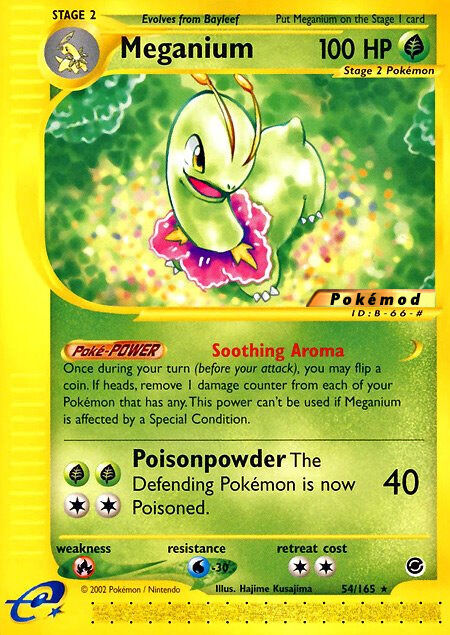 STAGE 2
Evolves from Bayleef
Put Meganium on the Stage 1 card
Meganium 100 HP
Stage 2 Pokémon
Pokémod
ID:B-66-#
Poké-POWER Soothing Aroma
Once during your turn (before your attack), you may flip a
coin. If heads, remove 1 damage counter from each of your
Pokémon that has any. This power can't be used if Meganium
is affected by a Special Condition.
Poisonpowder The
Defending Pokémon is now
Poisoned.
40
weakness resistance retreat cost
-30
© 2002 Pokémon / Nintendo Illus. Hajime Kusajima 54/165 ★
e